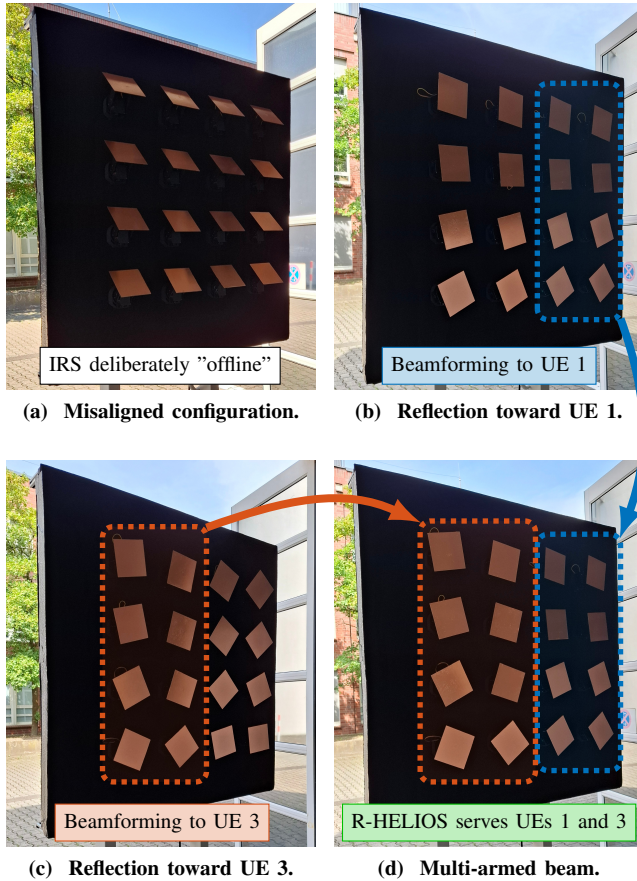 IRS deliberately ”offline”
(a) Misaligned configuration.
Beamforming to UE 1
(b) Reflection toward UE 1.
Beamforming to UE 3
(c) Reflection toward UE 3.
R-HELIOS serves UEs 1 and 3
(d) Multi-armed beam.